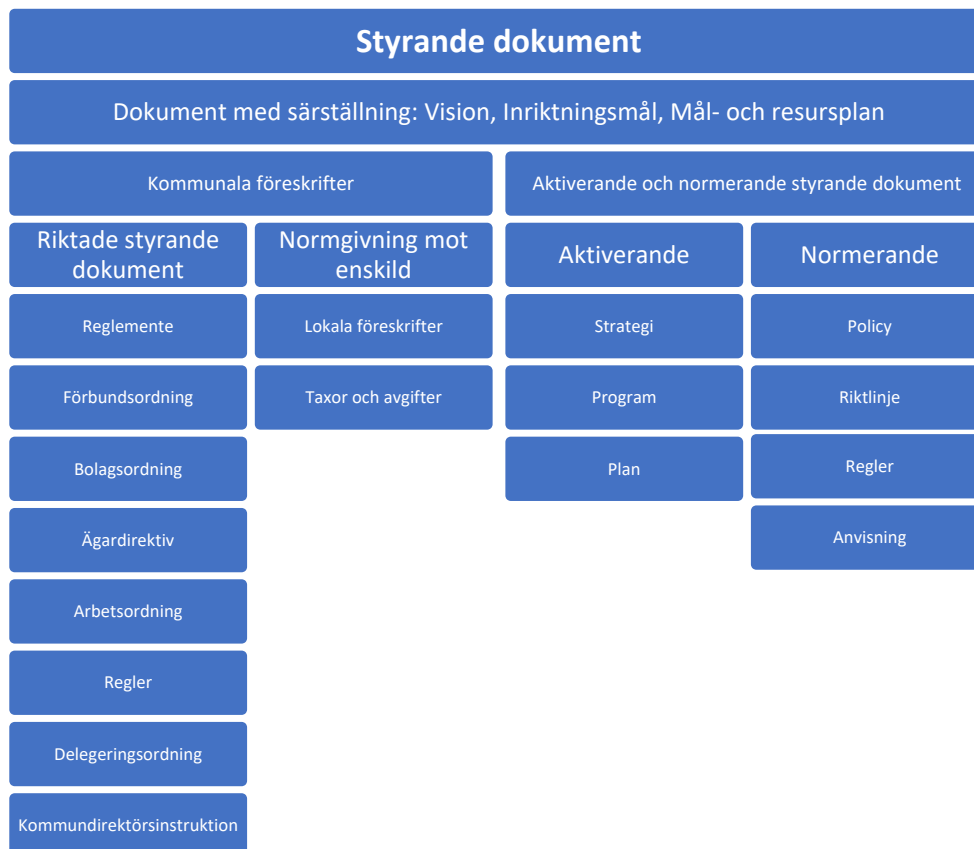 Styrande dokument
Dokument med särställning: Vision, Inriktningsmål, Mål- och resursplan
Kommunala föreskrifter
Aktiverande och normerande styrande dokument
Riktade styrande
dokument
Normgivning mot
enskild
Aktiverande
Normerande
Reglemente
Lokala föreskrifter
Strategi
Policy
Förbundsordning
Taxor och avgifter
Program
Riktlinje
Bolagsordning
Plan
Regler
Ägardirektiv
Anvisning
Arbetsordning
Regler
Delegeringsordning
Kommundirektörsinstruktion